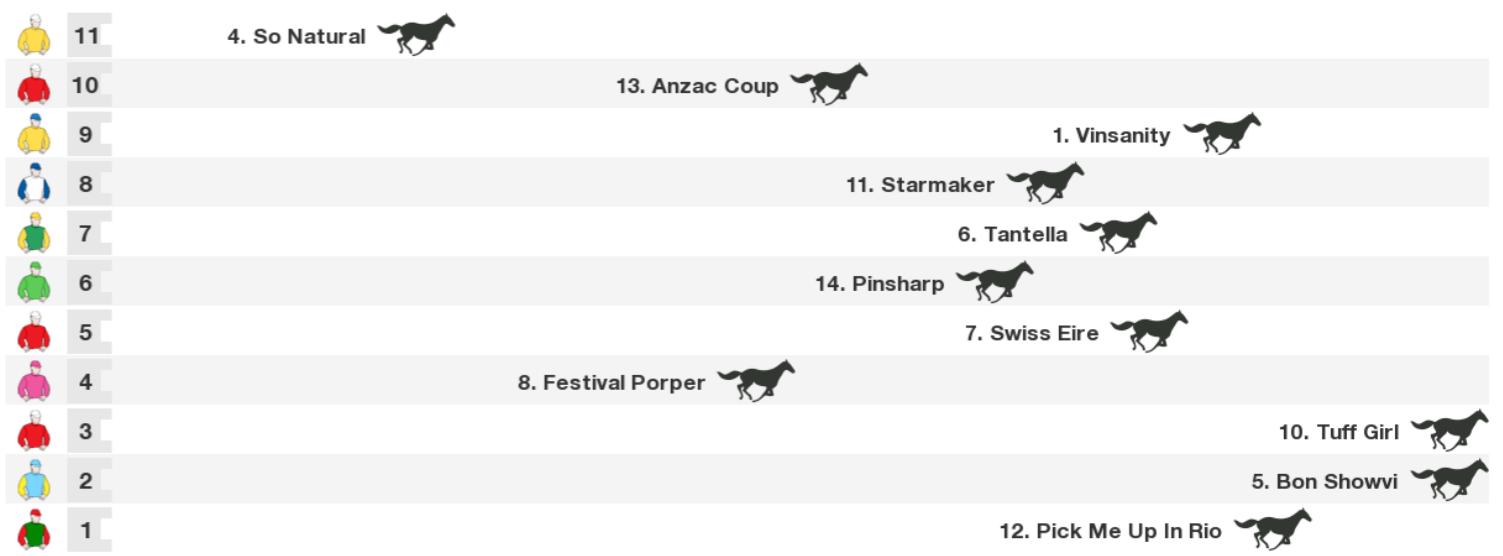 11 4. So Natural
10 13. Anzac Coup
9 1. Vinsanity
8 11. Starmaker
7 6. Tantella
6 14. Pinsharp
5 7. Swiss Eire
4 8. Festival Porper
3 10. Tuff Girl
2 5. Bon Showvi
1 12. Pick Me Up In Rio